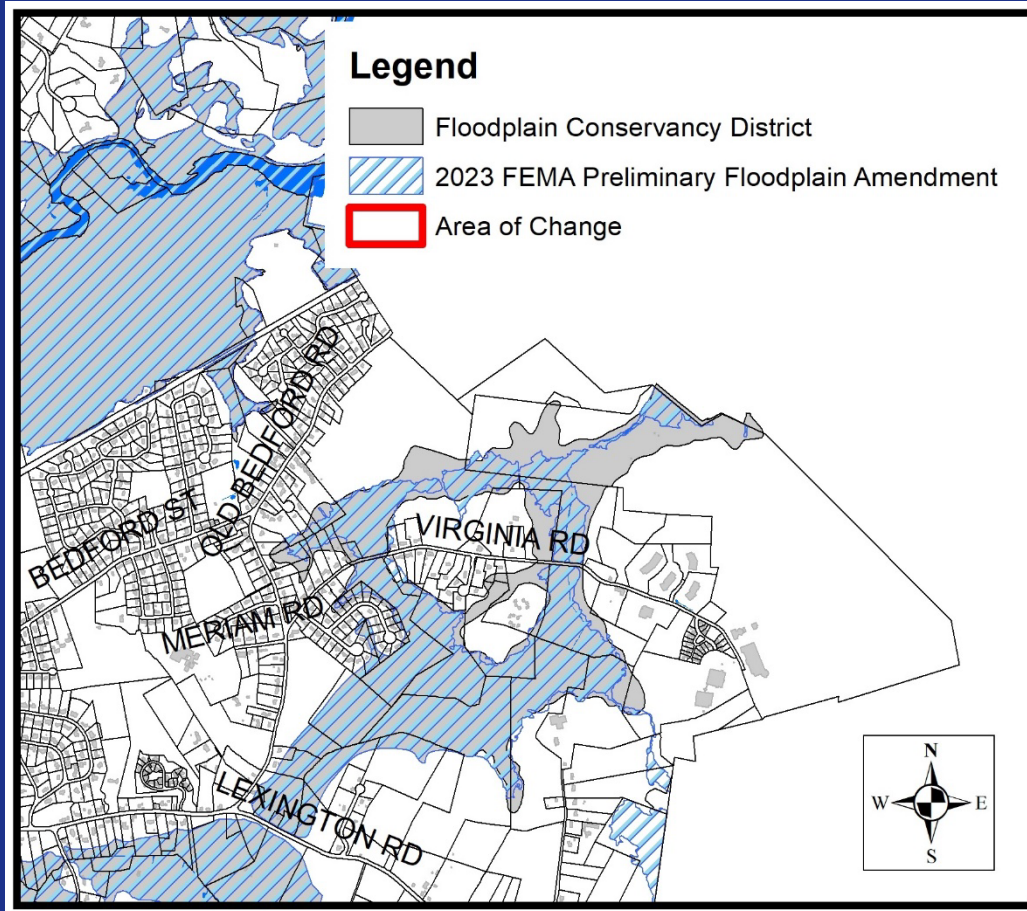 Legend
Floodplain Conservancy District
2023 FEMA Preliminary Floodplain Amendment
Area of Change
OLD BEDFORD RD
BEDFORD ST
VIRGINIA RD
MERIAM RD
LEXINGTON RD
N
W E
S